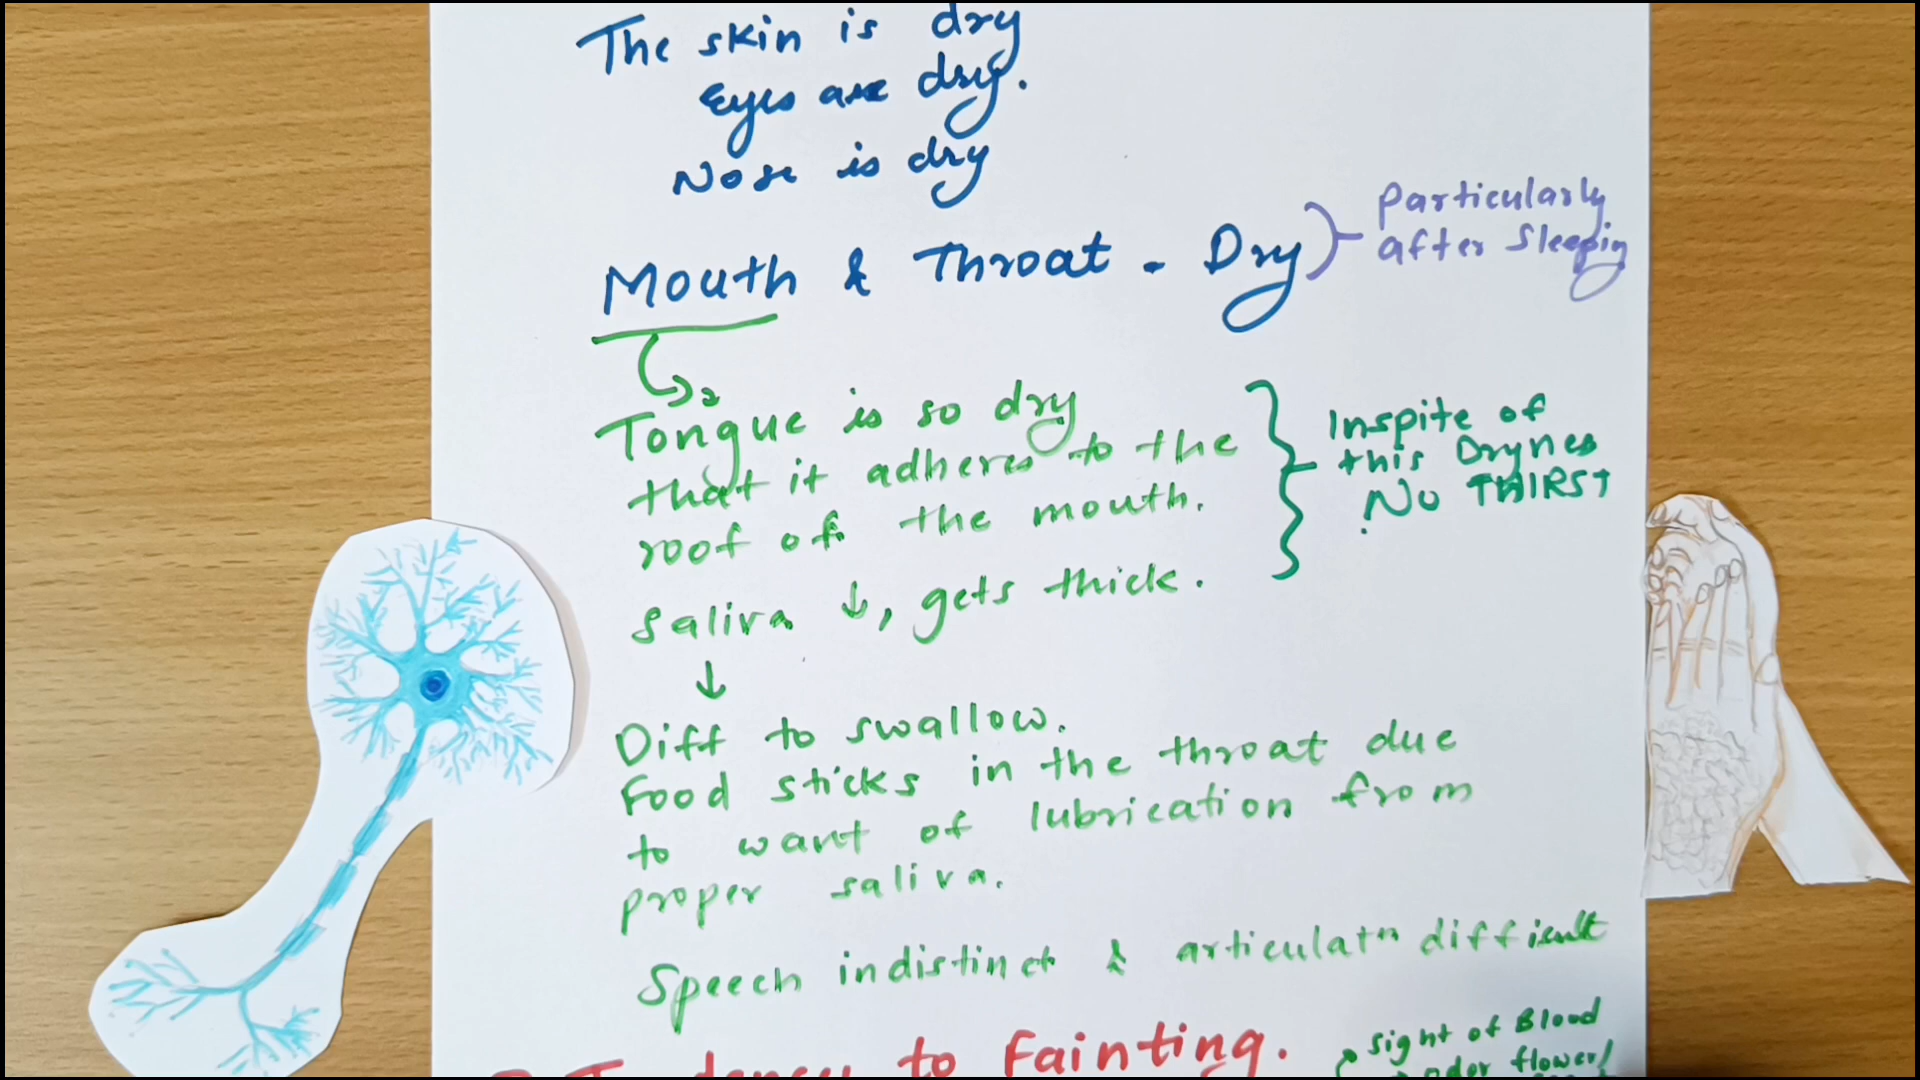 The skin is dry
Eyes are dry.
Nose is dry
Mouth & Throat - Dry
Particularly
after Sleeping
Tongue is so dry
that it adheres to the
roof of the mouth.
Inspite of
this Drynes
NO THIRST
Saliva ↓, gets thick.
↓
Diff to swallow.
Food sticks in the throat due
to want of lubrication from
proper saliva.
Speech indistinct & articulatn difficult
to Fainting.
Sight of Blood